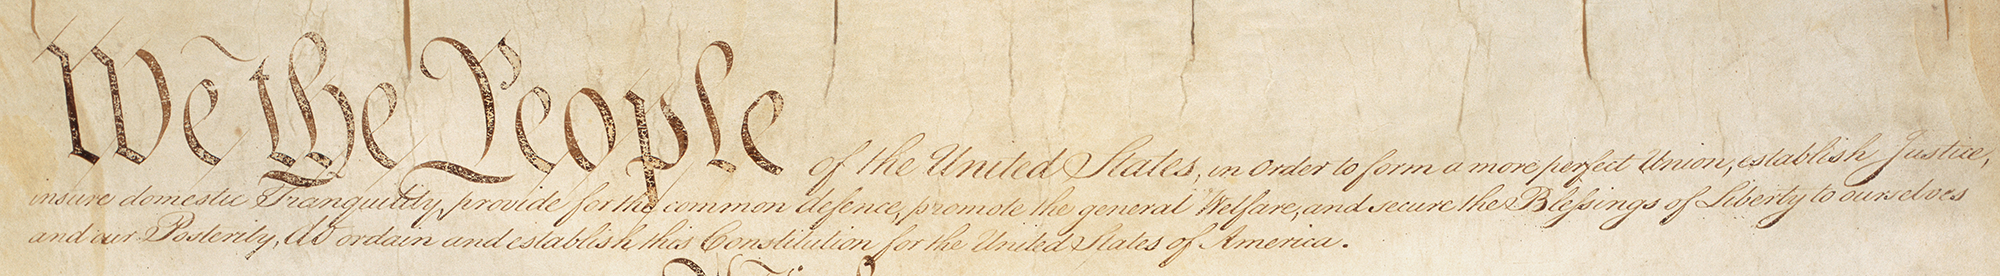 We the People of the United States, in Order to form a more perfect Union, establish Justice,
insure domestic Tranquility, provide for the common defence, promote the general Welfare, and secure the Blessings of Liberty to ourselves
and our Posterity, do ordain and establish this Constitution for the United States of America.